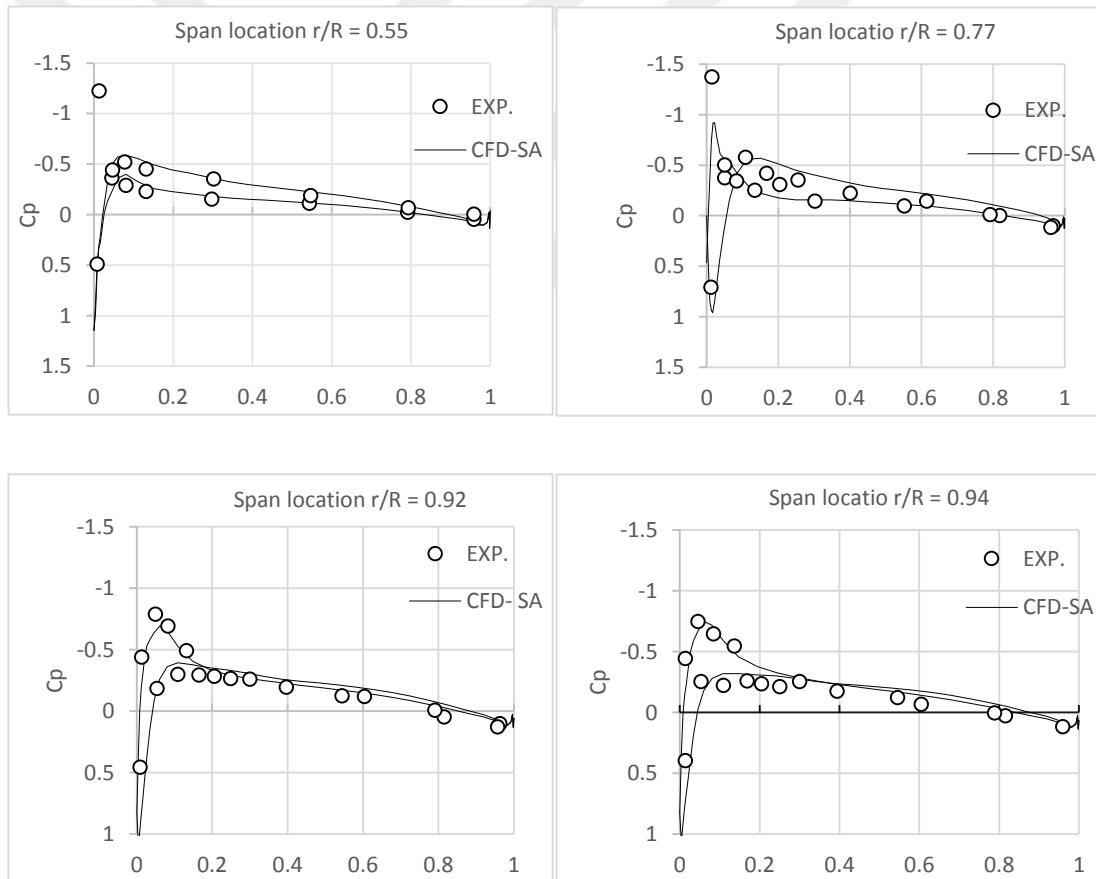 Span location r/R = 0.55
-1.5
-1
-0.5
0
0.5
1
1.5
Cp
EXP.
CFD-SA
0 0.2 0.4 0.6 0.8 1
Span locatio r/R = 0.77
-1.5
-1
-0.5
0
0.5
1
1.5
Cp
EXP.
CFD-SA
0 0.2 0.4 0.6 0.8 1
Span location r/R = 0.92
-1.5
-1
-0.5
0
0.5
1
Cp
EXP.
CFD- SA
0 0.2 0.4 0.6 0.8 1
Span locatio r/R = 0.94
-1.5
-1
-0.5
0
0.5
1
Cp
EXP.
CFD-SA
0 0.2 0.4 0.6 0.8 1